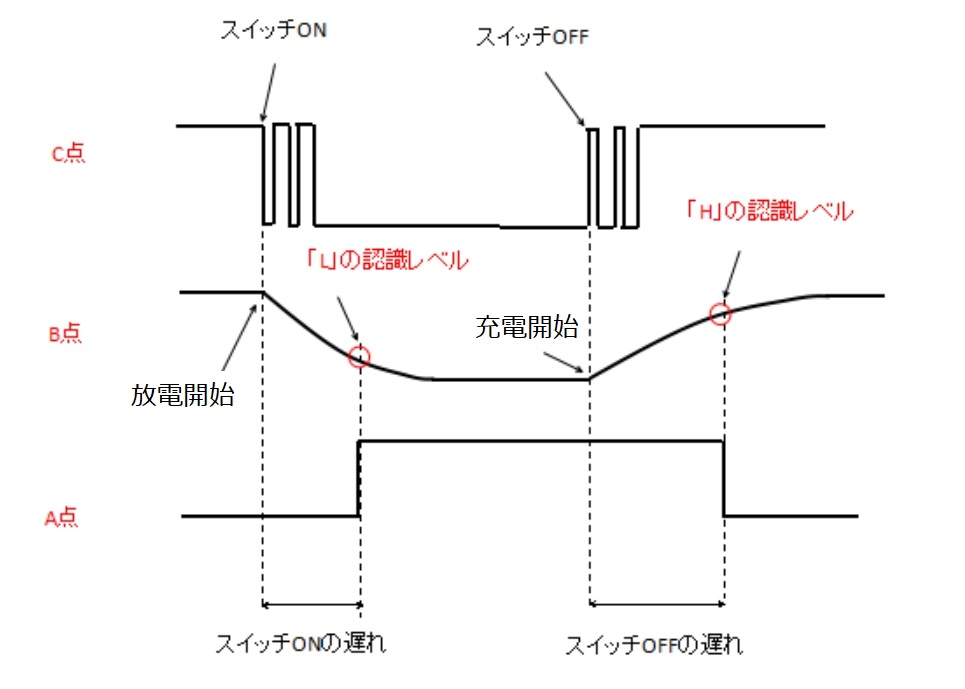 スイッチON
スイッチOFF
C点
「H」の認識レベル
「L」の認識レベル
B点
充電開始
放電開始
A点
スイッチONの遅れ
スイッチOFFの遅れ